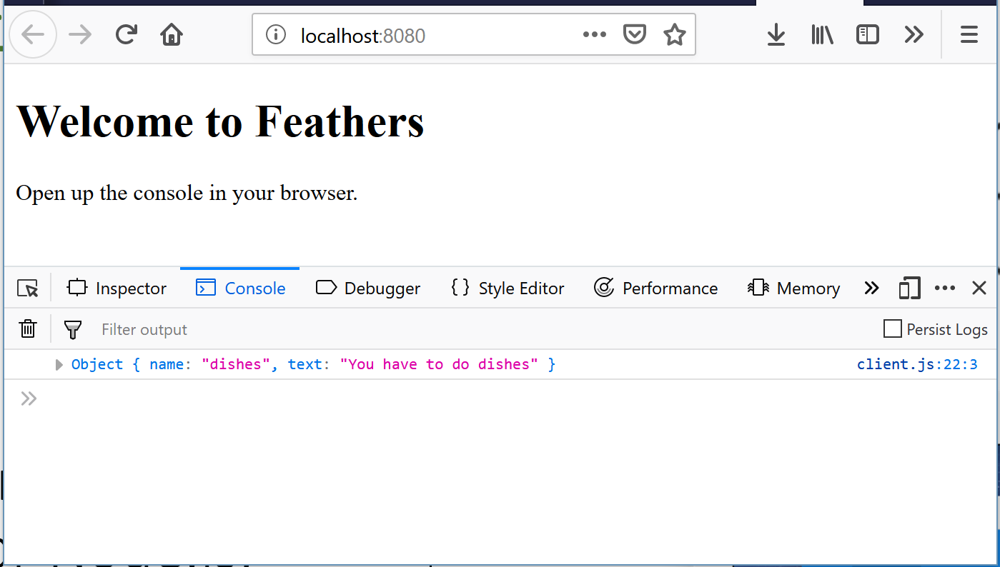 localhost:8080
Welcome to Feathers
Open up the console in your browser.
Inspector Console Debugger { } Style Editor Performance Memory
Filter output Persist Logs
Object { name: "dishes", text: "You have to do dishes" } client.js:22:3